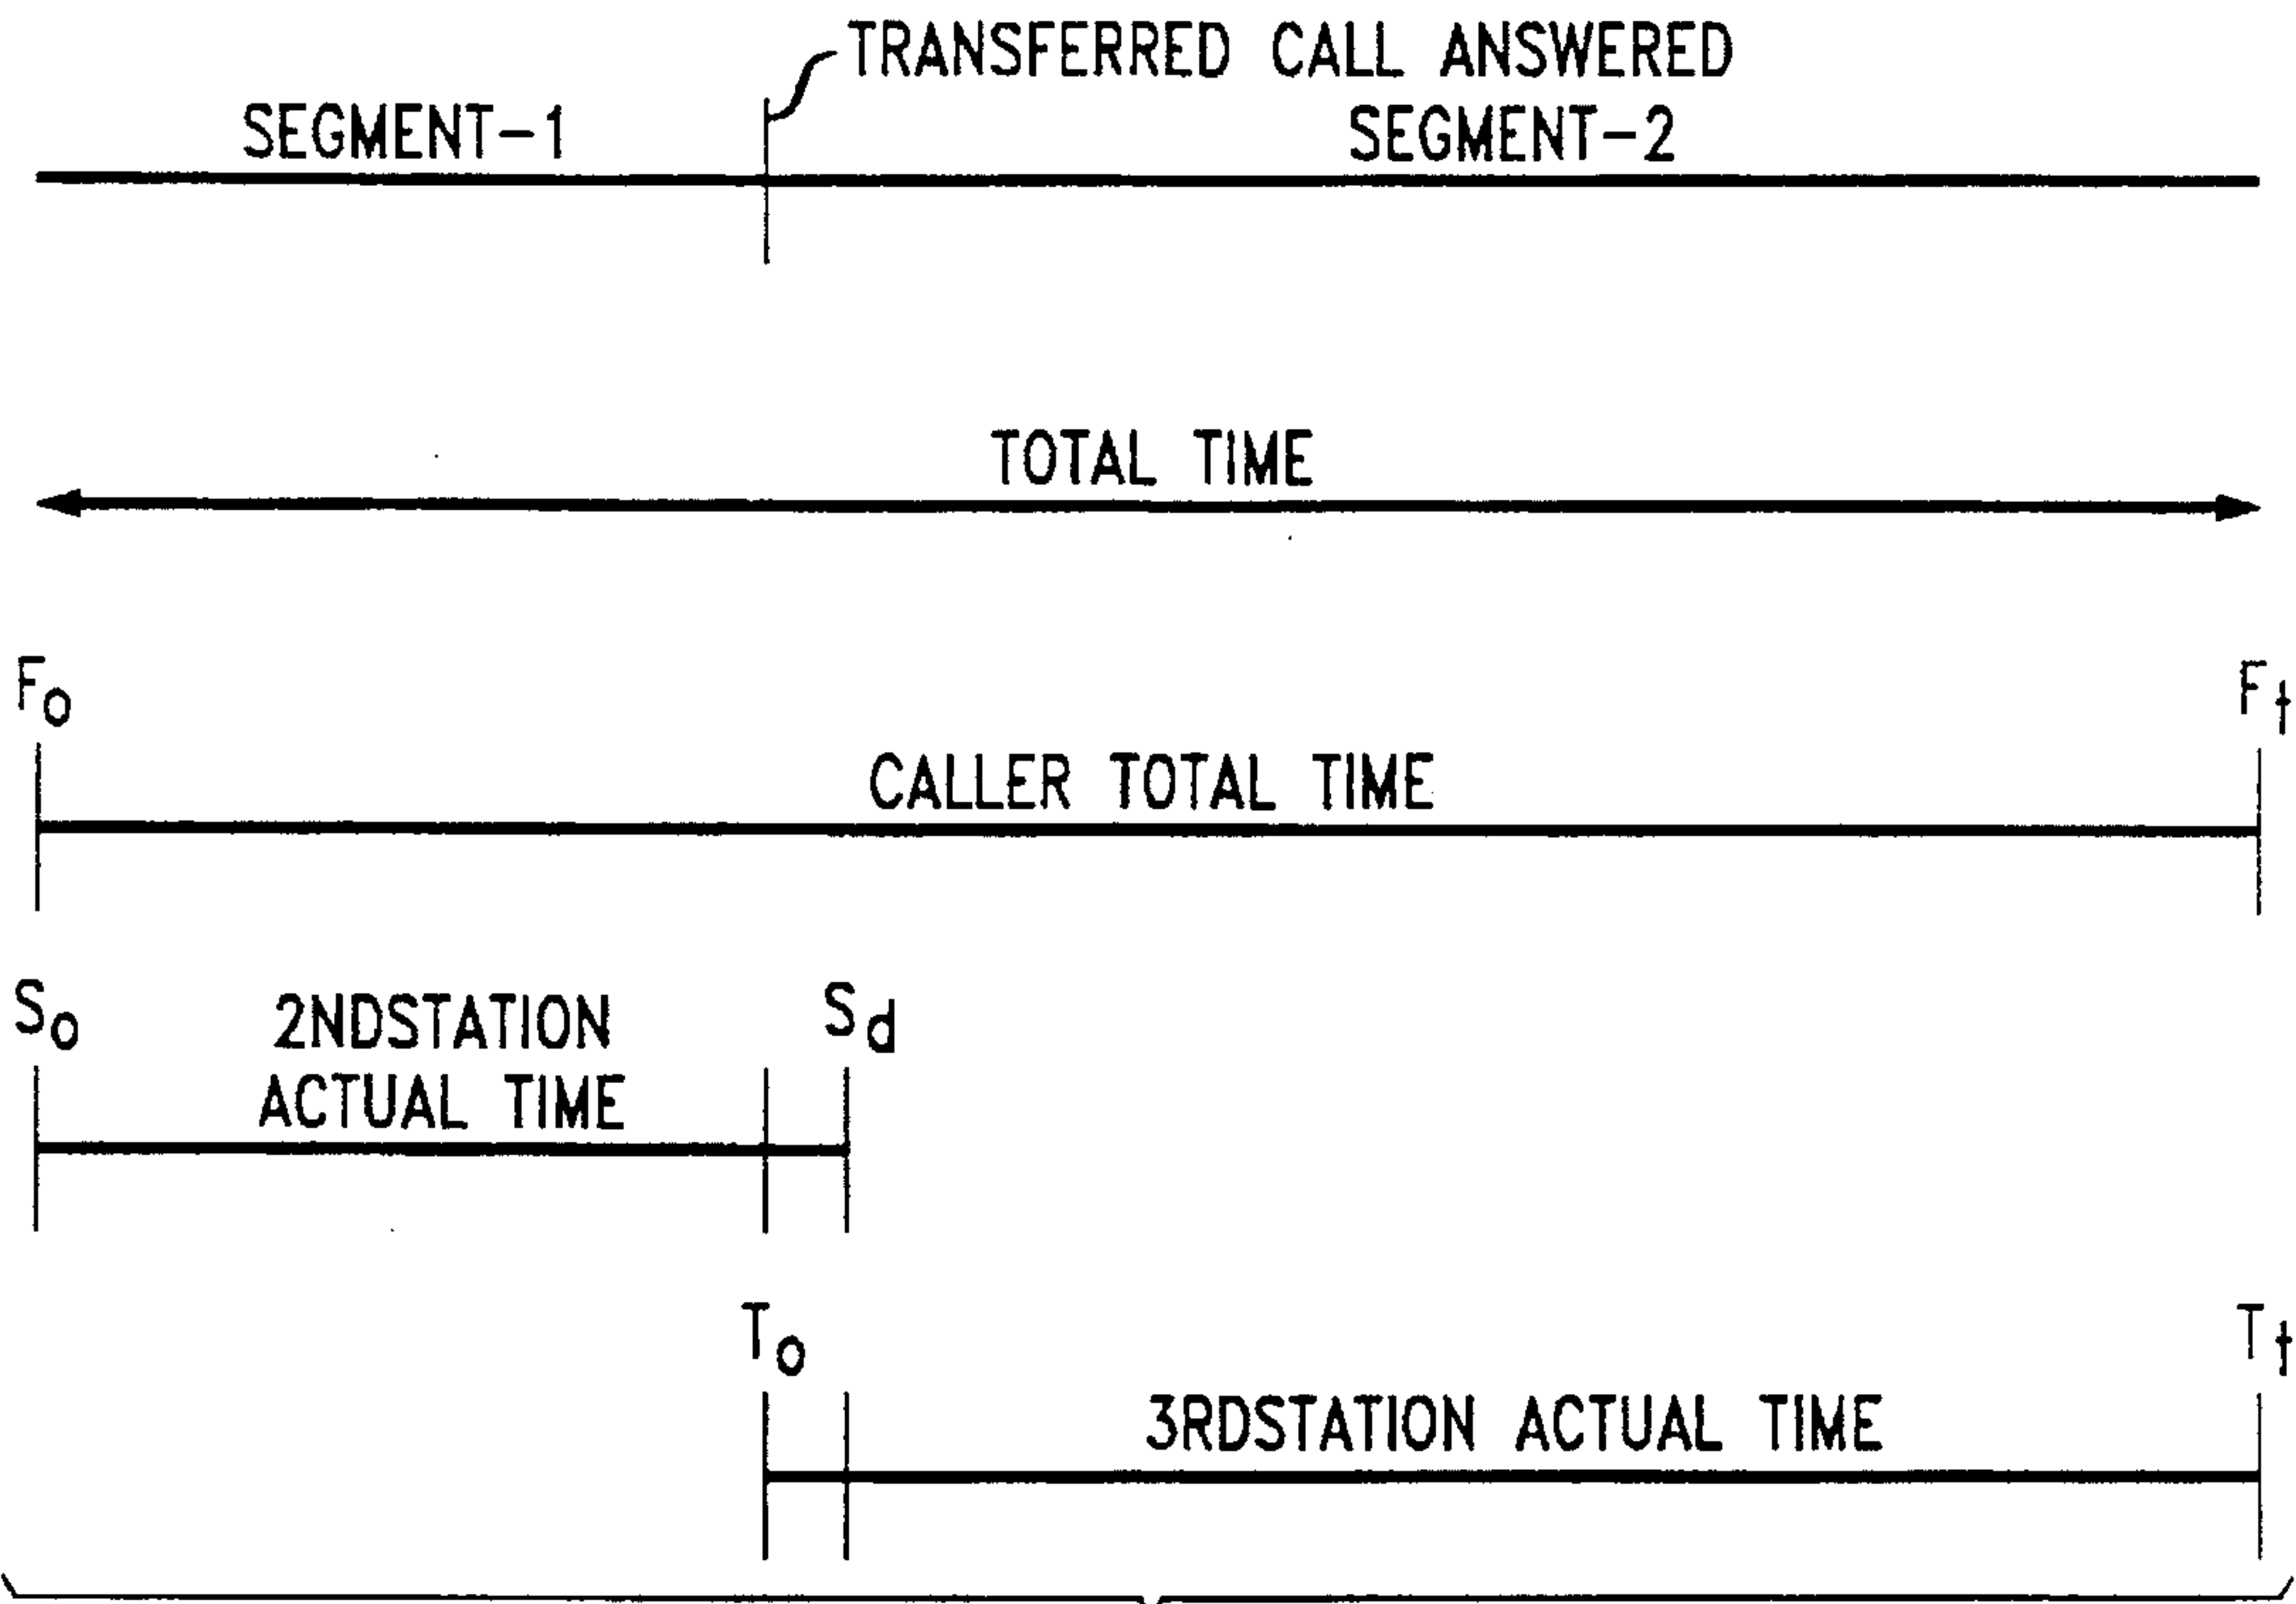 TRANSFERRED CALL ANSWERED
SEGMENT-1
SEGMENT-2
TOTAL TIME
Fo
Ft
CALLER TOTAL TIME
So
2NDSTATION
ACTUAL TIME
Sd
To
Tt
3RDSTATION ACTUAL TIME